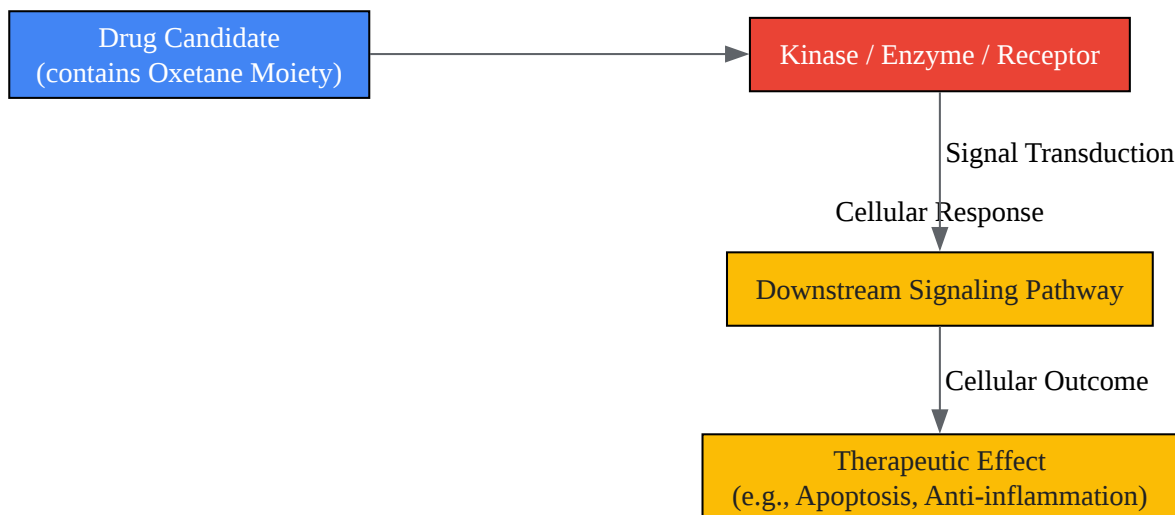 Drug Candidate
(contains Oxetane Moiety)
Kinase / Enzyme / Receptor
Signal Transduction
Cellular Response
Downstream Signaling Pathway
Cellular Outcome
Therapeutic Effect
(e.g., Apoptosis, Anti-inflammation)